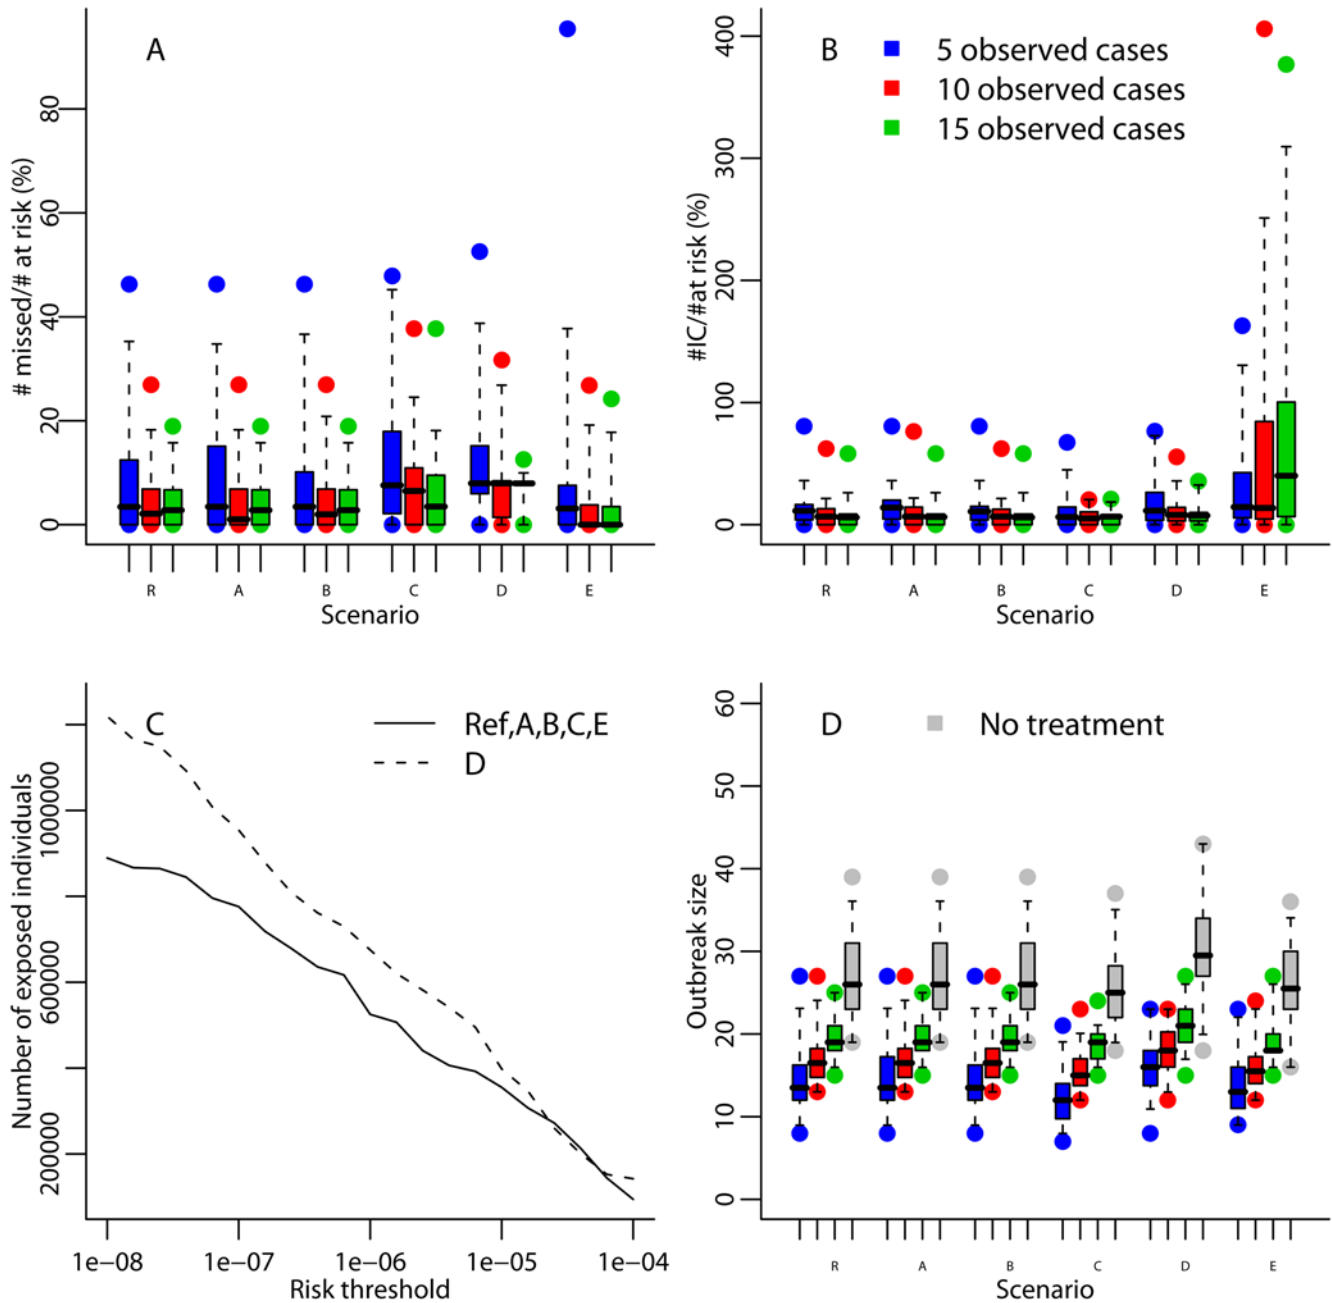 A
# missed/# at risk (%)
80
60
40
20
0
R A B C D E
Scenario
B
5 observed cases
10 observed cases
15 observed cases
#IC/#at risk (%)
400
300
200
100
0
R A B C D E
Scenario
C
Ref,A,B,C,E
D
Number of exposed individuals
1000000
600000
200000
1e−08 1e−07 1e−06 1e−05 1e−04
Risk threshold
D
No treatment
Outbreak size
60
50
40
30
20
10
0
R A B C D E
Scenario